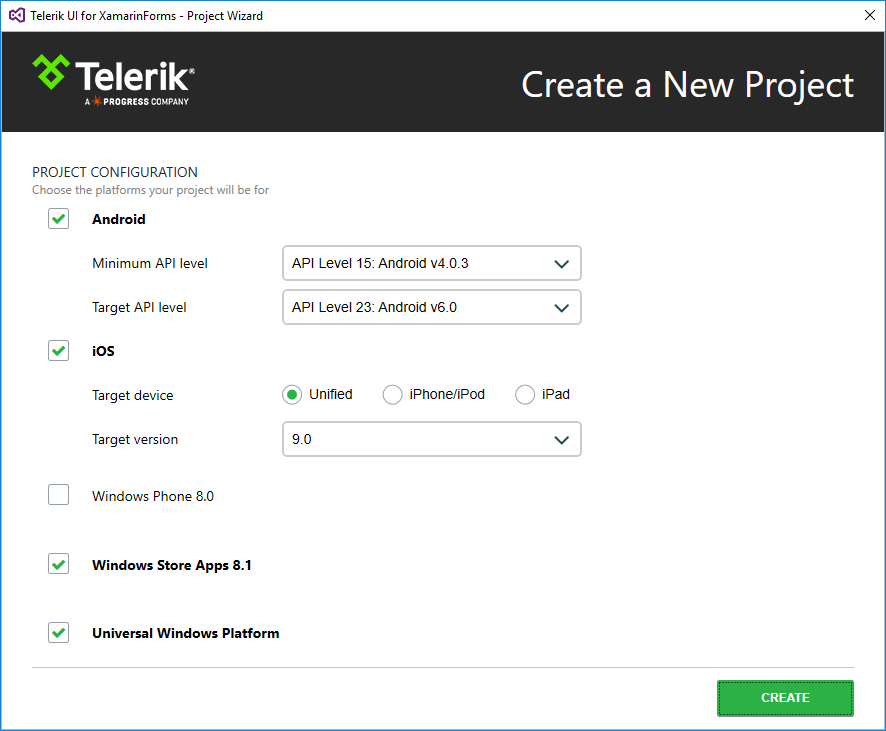 Telerik UI for XamarinForms - Project Wizard
Telerik®
A PROGRESS COMPANY
Create a New Project
PROJECT CONFIGURATION
Choose the platforms your project will be for
Android
Minimum API level
API Level 15: Android v4.0.3
Target API level
API Level 23: Android v6.0
iOS
Target device
Unified iPhone/iPod iPad
Target version
9.0
Windows Phone 8.0
Windows Store Apps 8.1
Universal Windows Platform
CREATE